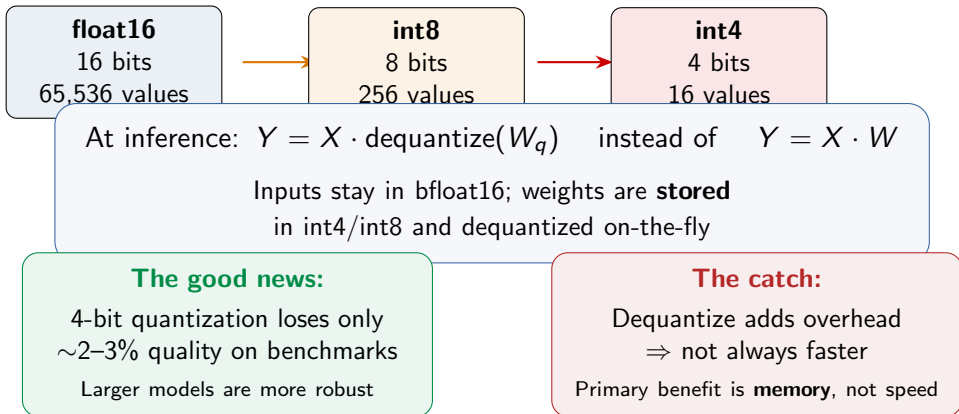 float16
16 bits
65,536 values
int8
8 bits
256 values
int4
4 bits
16 values
At inference: Y = X · dequantize(W_q) instead of Y = X · W
Inputs stay in bfloat16; weights are stored
in int4/int8 and dequantized on-the-fly
The good news:
4-bit quantization loses only
∼2–3% quality on benchmarks
Larger models are more robust
The catch:
Dequantize adds overhead
⇒ not always faster
Primary benefit is memory, not speed